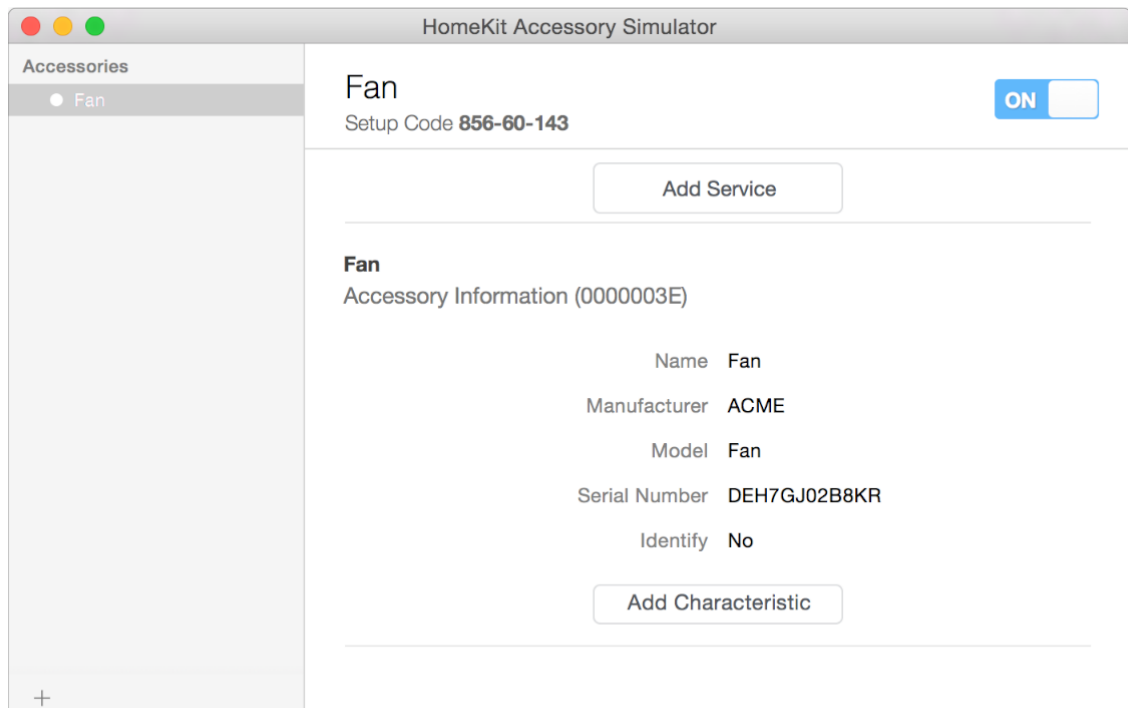 HomeKit Accessory Simulator
Accessories
Fan
Fan
Setup Code 856-60-143
ON
Add Service
Fan
Accessory Information (0000003E)
Name Fan
Manufacturer ACME
Model Fan
Serial Number DEH7GJ02B8KR
Identify No
Add Characteristic
+